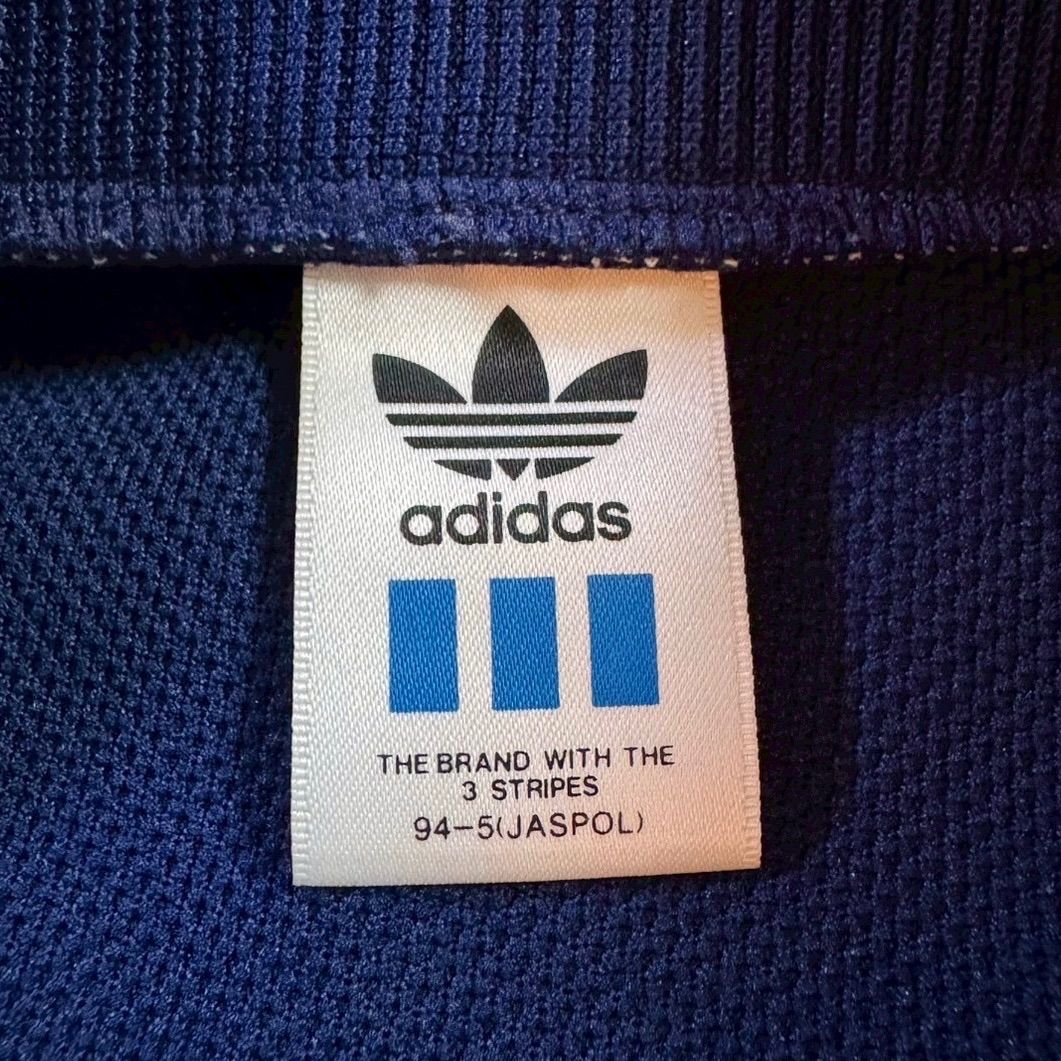 adidas
THE BRAND WITH THE
3 STRIPES
94-5(JASPOL)